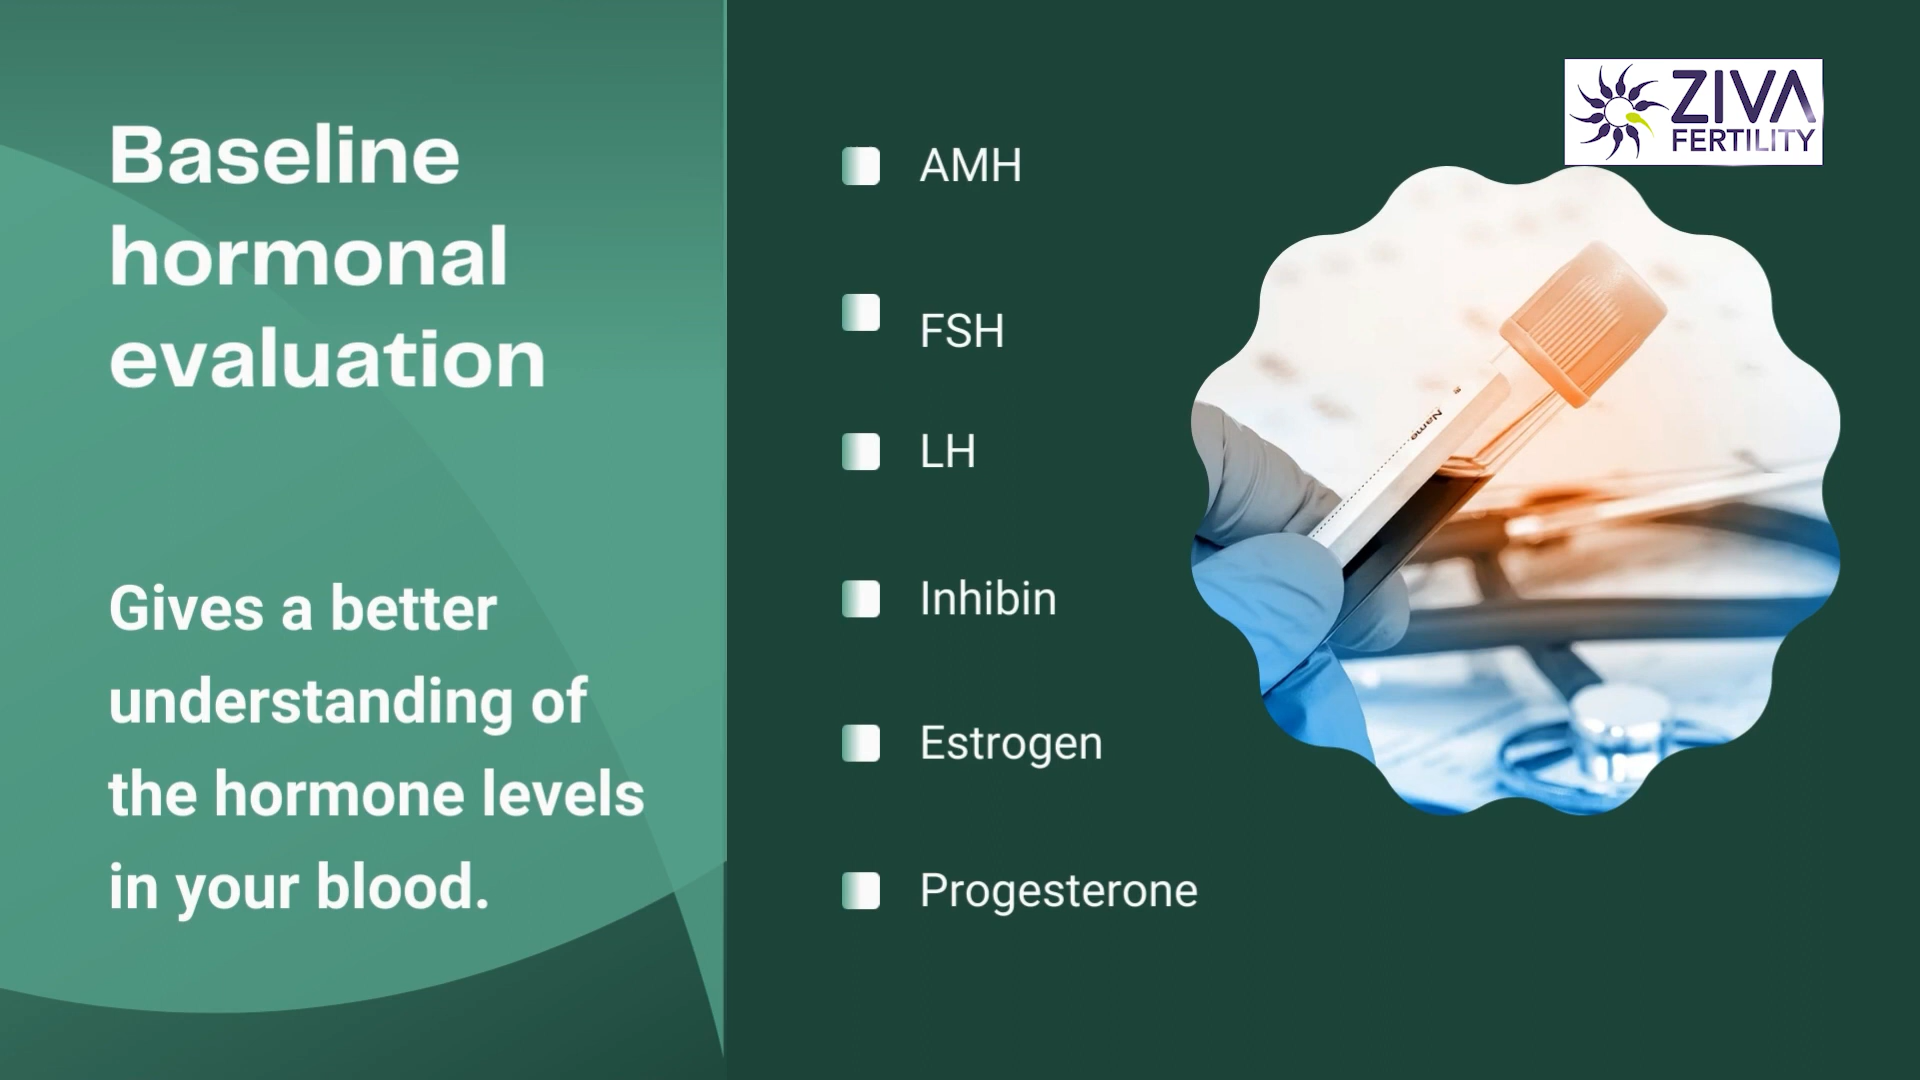 Baseline
hormonal
evaluation
Gives a better
understanding of
the hormone levels
in your blood.
AMH
FSH
LH
Inhibin
Estrogen
Progesterone
ZIVA
FERTILITY
Name